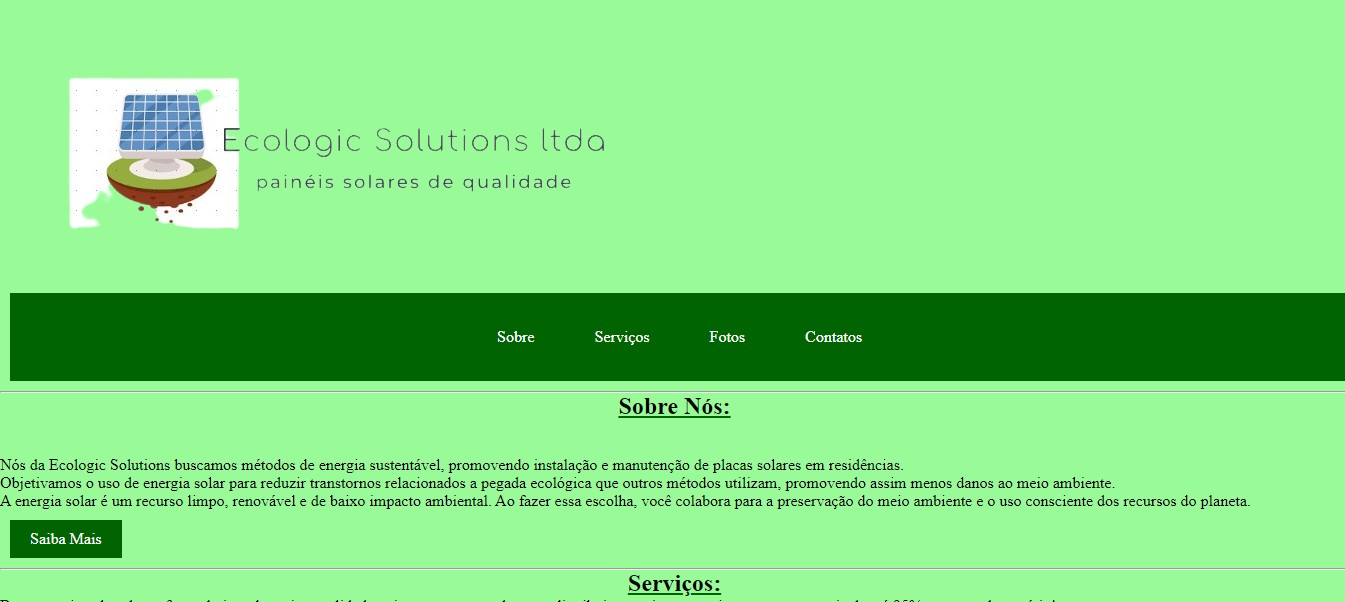 Ecologic Solutions ltda
painéis solares de qualidade
Sobre Serviços Fotos Contatos
Sobre Nós:
Nós da Ecologic Solutions buscamos métodos de energia sustentável, promovendo instalação e manutenção de placas solares em residências.
Objetivamos o uso de energia solar para reduzir transtornos relacionados a pegada ecológica que outros métodos utilizam, promovendo assim menos danos ao meio ambiente.
A energia solar é um recurso limpo, renovável e de baixo impacto ambiental. Ao fazer essa escolha, você colabora para a preservação do meio ambiente e o uso consciente dos recursos do planeta.
Saiba Mais
Serviços: